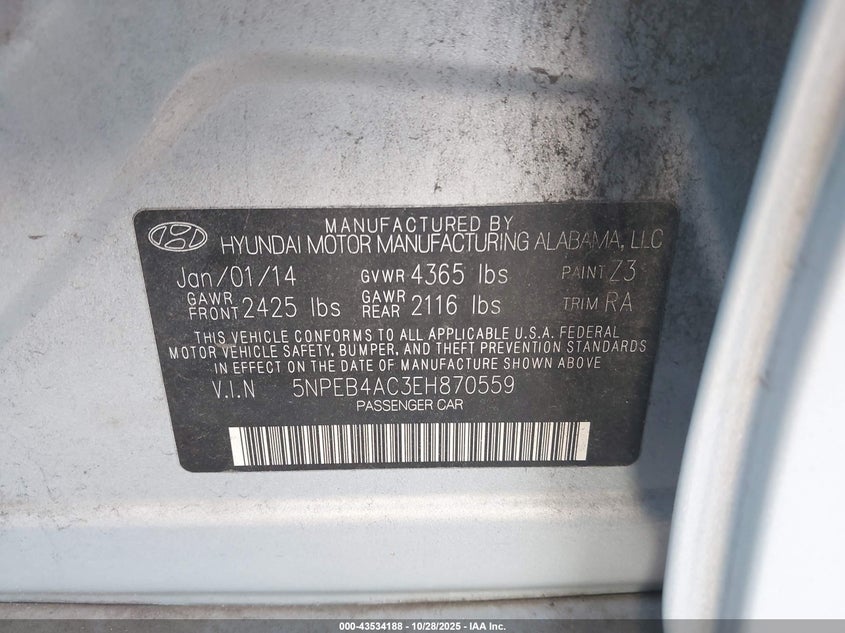 MANUFACTURED BY
HYUNDAI MOTOR MANUFACTURING ALABAMA, LLC
Jan/01/14 GVWR 4365 lbs PAINT Z3
GAWR FRONT 2425 lbs GAWR REAR 2116 lbs TRIM RA
THIS VEHICLE CONFORMS TO ALL APPLICABLE U.S.A. FEDERAL
MOTOR VEHICLE SAFETY, BUMPER, AND THEFT PREVENTION STANDARDS
IN EFFECT ON THE DATE OF MANUFACTURE SHOWN ABOVE
V.I.N 5NPEB4AC3EH870559
PASSENGER CAR
000-43534188 - 10/28/2025 - IAA Inc.